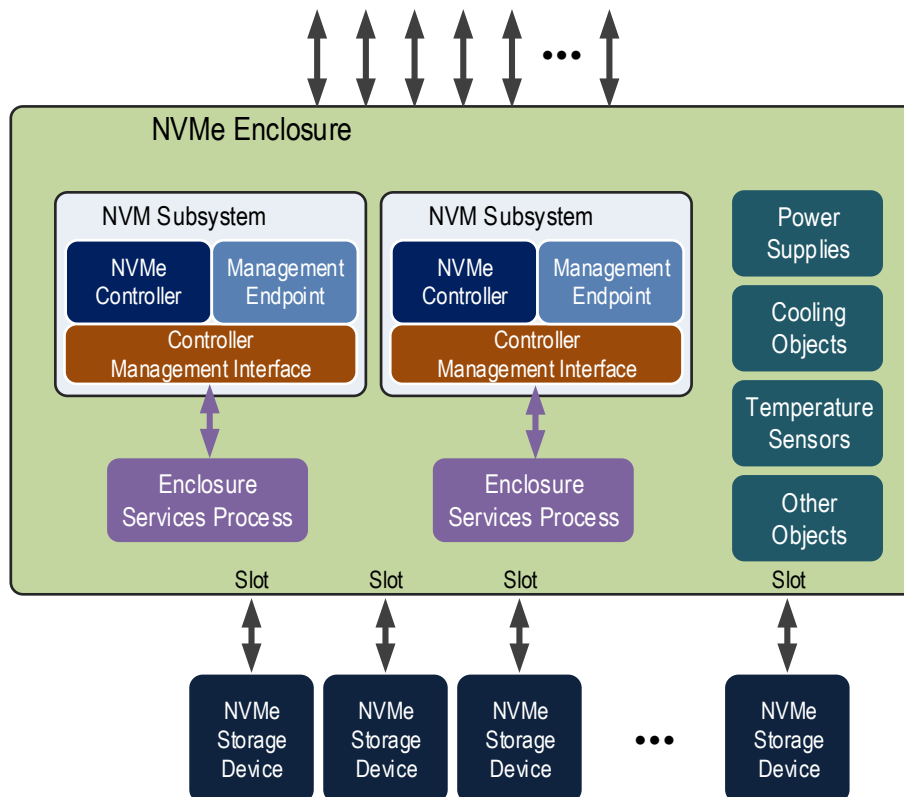 •••
NVMe Enclosure
NVM Subsystem
NVMe
Controller
Management
Endpoint
Controller
Management Interface
Enclosure
Services Process
NVM Subsystem
NVMe
Controller
Management
Endpoint
Controller
Management Interface
Enclosure
Services Process
Power
Supplies
Cooling
Objects
Temperature
Sensors
Other
Objects
Slot
Slot
Slot
Slot
NVMe
Storage
Device
NVMe
Storage
Device
NVMe
Storage
Device
•••
NVMe
Storage
Device